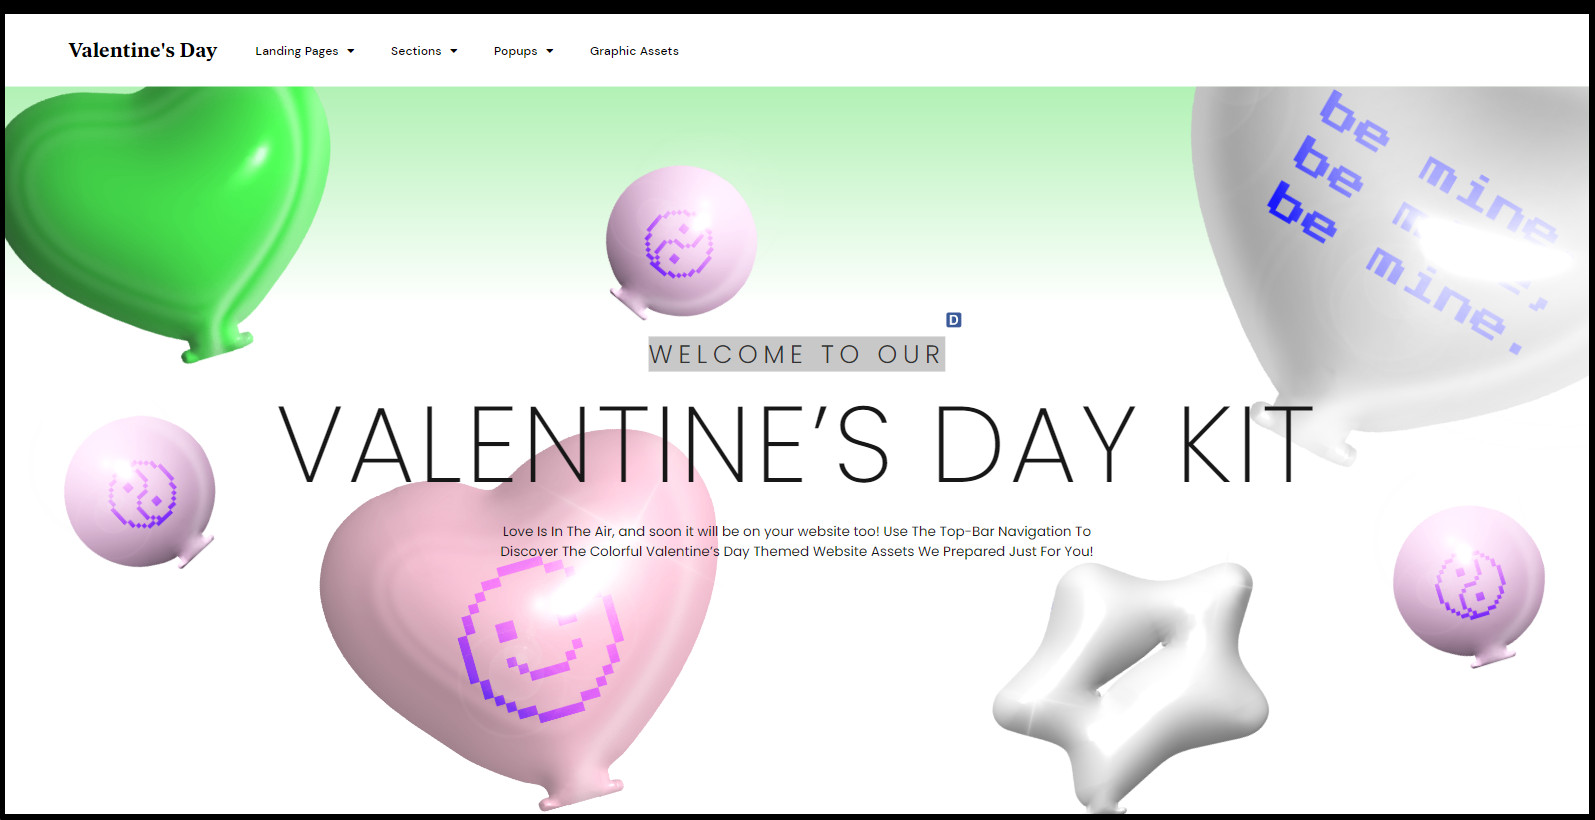 Valentine's Day
Landing Pages
Sections
Popups
Graphic Assets
be mine
be m
be mine.
D
WELCOME TO OUR
VALENTINE’S DAY KIT
Love Is In The Air, and soon it will be on your website too! Use The Top-Bar Navigation To
Discover The Colorful Valentine’s Day Themed Website Assets We Prepared Just For You!